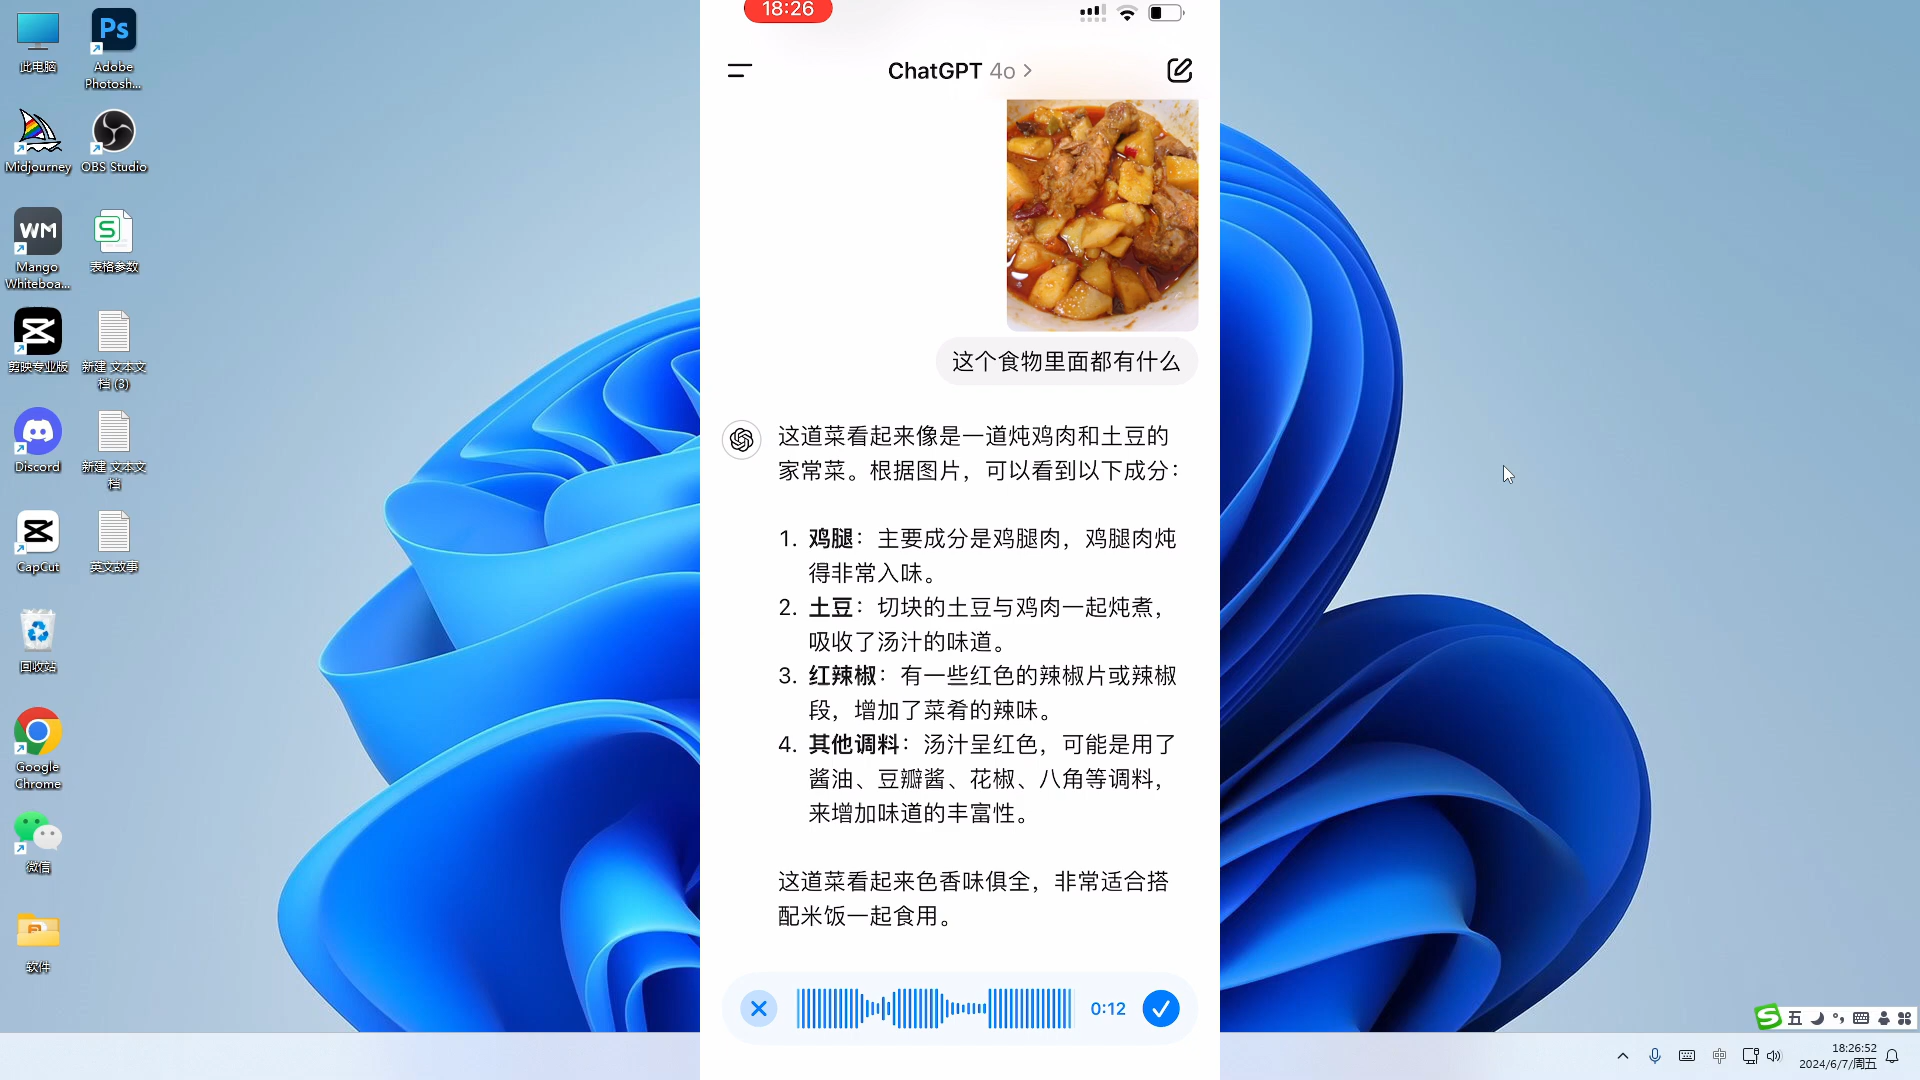 18:26
ChatGPT 4o >
这个食物里面都有什么
这道菜看起来像是一道炖鸡肉和土豆的
家常菜。根据图片，可以看到以下成分：
1. 鸡腿：主要成分是鸡腿肉，鸡腿肉炖
得非常入味。
2. 土豆：切块的土豆与鸡肉一起炖煮，
吸收了汤汁的味道。
3. 红辣椒：有一些红色的辣椒片或辣椒
段，增加了菜肴的辣味。
4. 其他调料：汤汁呈红色，可能是用了
酱油、豆瓣酱、花椒、八角等调料，
来增加味道的丰富性。
这道菜看起来色香味俱全，非常适合搭
配米饭一起食用。
0:12
此电脑
Ps
Adobe
Photosh...
Midjourney
OBS Studio
WM
Mango
Whiteboa...
S
表格参数
剪映专业版
新建 文本文
档 (3)
Discord
新建 文本文
档
CapCut
英文故事
回收站
Google
Chrome
微信
软件
S 五
中
18:26:52
2024/6/7/周五